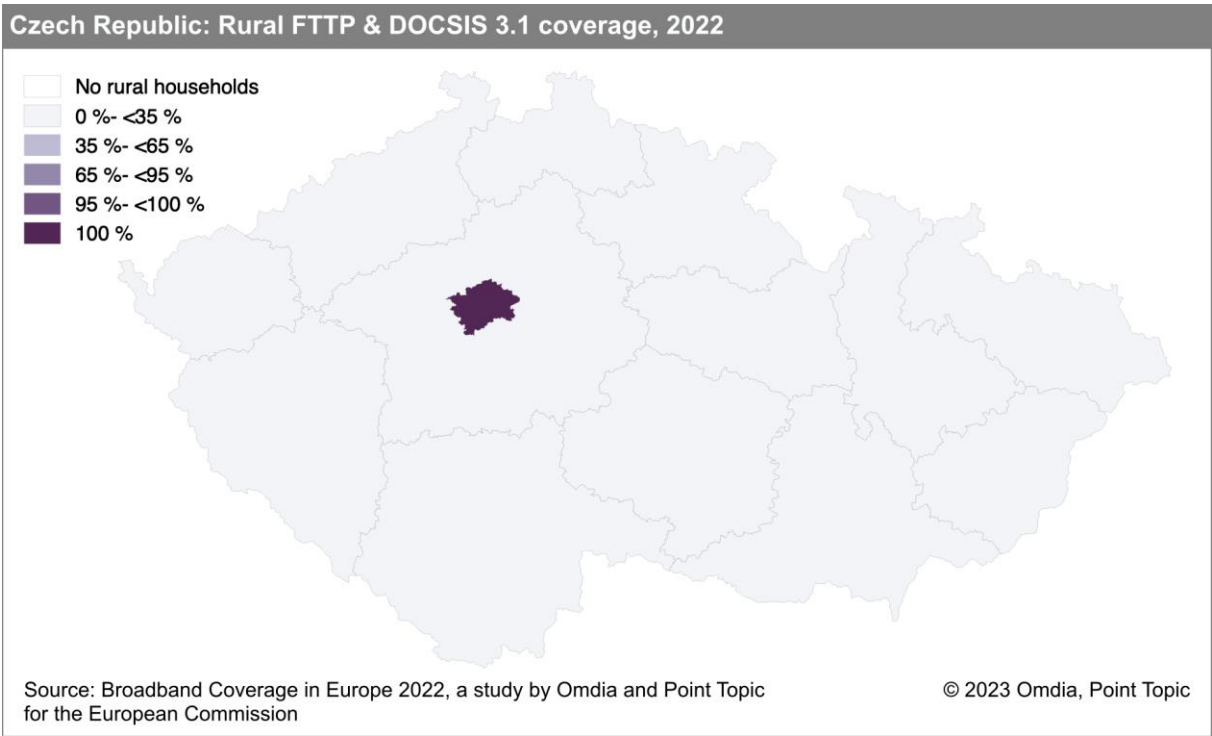 Czech Republic: Rural FTTP & DOCSIS 3.1 coverage, 2022
No rural households
0 %- <35 %
35 %- <65 %
65 %- <95 %
95 %- <100 %
100 %
Source: Broadband Coverage in Europe 2022, a study by Omdia and Point Topic
for the European Commission
© 2023 Omdia, Point Topic